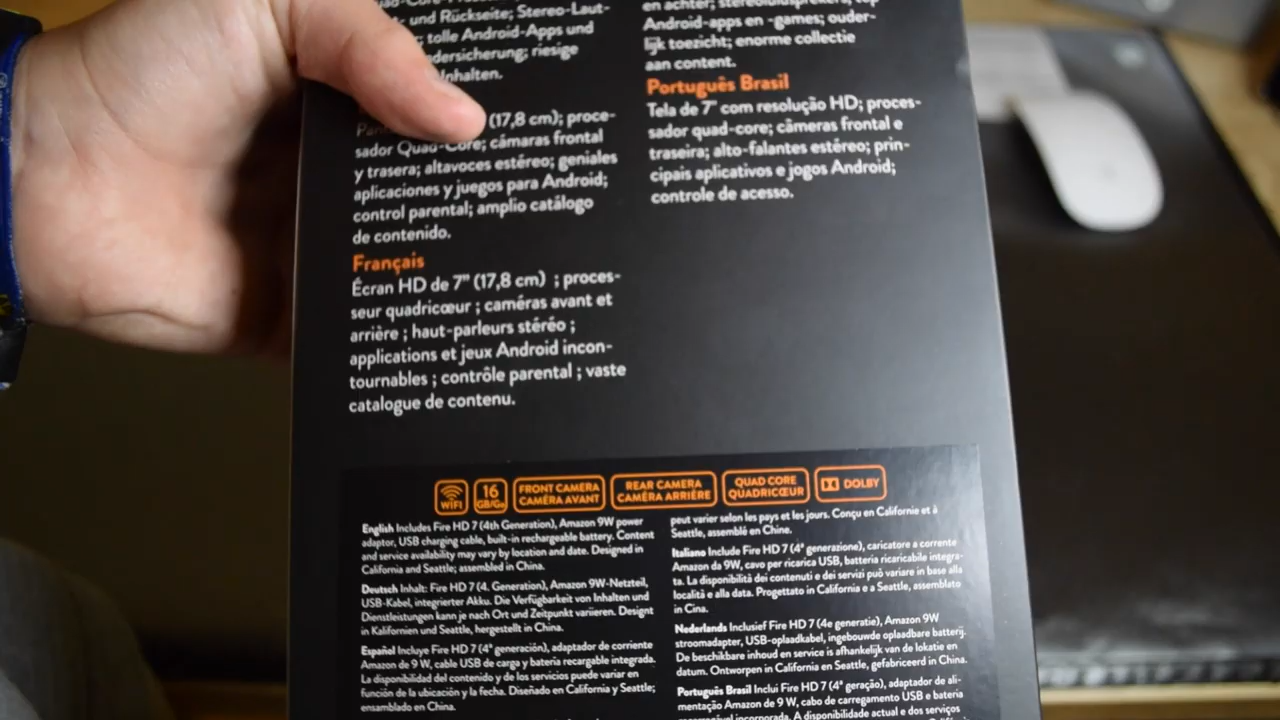 - und Rückseite; Stereo-Laut-
; tolle Android-Apps und
dersicherung; riesige
Inhalten.
(17,8 cm); proce-
sador Quad-Core; cámaras frontal
y trasera; altavoces estéreo; geniales
aplicaciones y juegos para Android;
control parental; amplio catálogo
de contenido.
Français
Écran HD de 7" (17,8 cm) ; proces-
seur quadricœur ; caméras avant et
arrière ; haut-parleurs stéréo ;
applications et jeux Android incon-
tournables ; contrôle parental ; vaste
catalogue de contenu.
en achter; stereoluidsprekers; top
Android-apps en -games; ouder-
lijk toezicht; enorme collectie
aan content.
Português Brasil
Tela de 7" com resolução HD; proces-
sador quad-core; câmeras frontal e
traseira; alto-falantes estéreo; prin-
cipais aplicativos e jogos Android;
controle de acesso.
WIFI
16
GB/Go
FRONT CAMERA
CAMÉRA AVANT
REAR CAMERA
CAMÉRA ARRIÈRE
QUAD CORE
QUADRICŒUR
DOLBY
English Includes Fire HD 7 (4th Generation), Amazon 9W power
adaptor, USB charging cable, built-in rechargeable battery. Content
and service availability may vary by location and date. Designed in
California and Seattle; assembled in China.
Deutsch Inhalt: Fire HD 7 (4. Generation), Amazon 9W-Netzteil,
USB-Kabel, integrierter Akku. Die Verfügbarkeit von Inhalten und
Dienstleistungen kann je nach Ort und Zeitpunkt variieren. Designt
in Kalifornien und Seattle, hergestellt in China.
Español Incluye Fire HD 7 (4ª generación), adaptador de corriente
Amazon de 9 W, cable USB de carga y batería recargable integrada.
La disponibilidad del contenido y de los servicios puede variar en
función de la ubicación y la fecha. Diseñado en California y Seattle;
ensamblado en China.
peut varier selon les pays et les jours. Conçu en Californie et à
Seattle, assemblé en Chine.
Italiano Include Fire HD 7 (4ª generazione), caricatore a corrente
Amazon da 9W, cavo per ricarica USB, batteria ricaricabile integra-
ta. La disponibilità dei contenuti e dei servizi può variare in base alla
località e alla data. Progettato in California e a Seattle, assemblato
in Cina.
Nederlands Inclusief Fire HD 7 (4e generatie), Amazon 9W
stroomadapter, USB-oplaadkabel, ingebouwde oplaadbare batterij.
De beschikbare inhoud en service is afhankelijk van de locatie en
datum. Ontworpen in California en Seattle, gefabriceerd in China.
Português Brasil Inclui Fire HD 7 (4ª geração), adaptador de ali-
mentação Amazon de 9 W, cabo de carregamento USB e bateria
recarregável incorporada. A disponibilidade actual e dos serviços